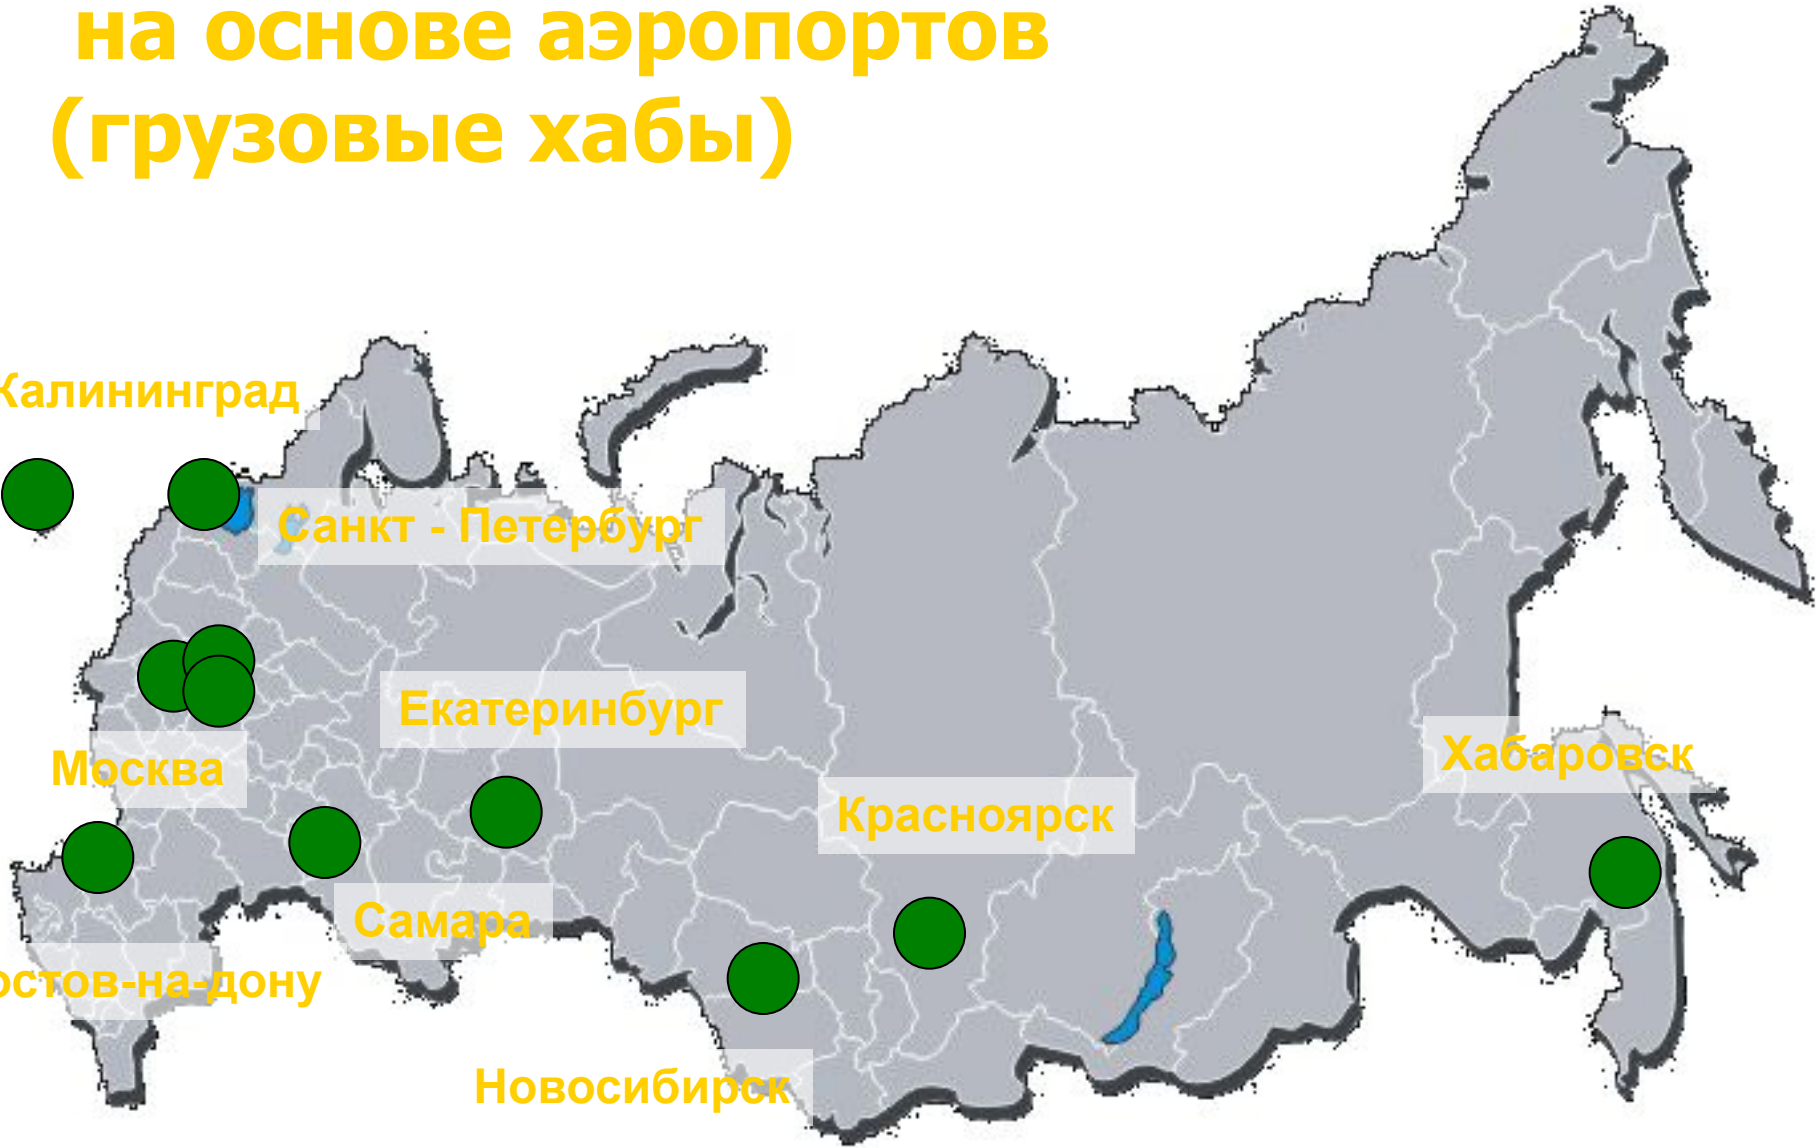 на основе аэропортов
(грузовые хабы)
Калининград
Санкт - Петербург
Екатеринбург
Москва
Хабаровск
Красноярск
Самара
остов-на-дону
Новосибирск